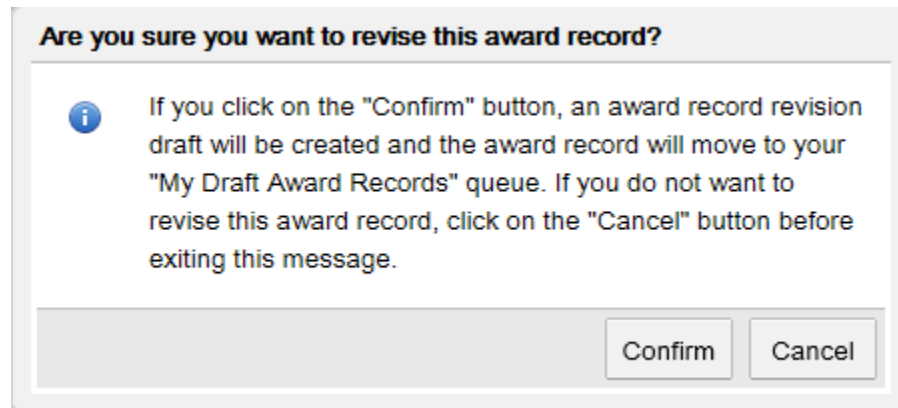 Are you sure you want to revise this award record?
If you click on the "Confirm" button, an award record revision
draft will be created and the award record will move to your
"My Draft Award Records" queue. If you do not want to
revise this award record, click on the "Cancel" button before
exiting this message.
Confirm Cancel